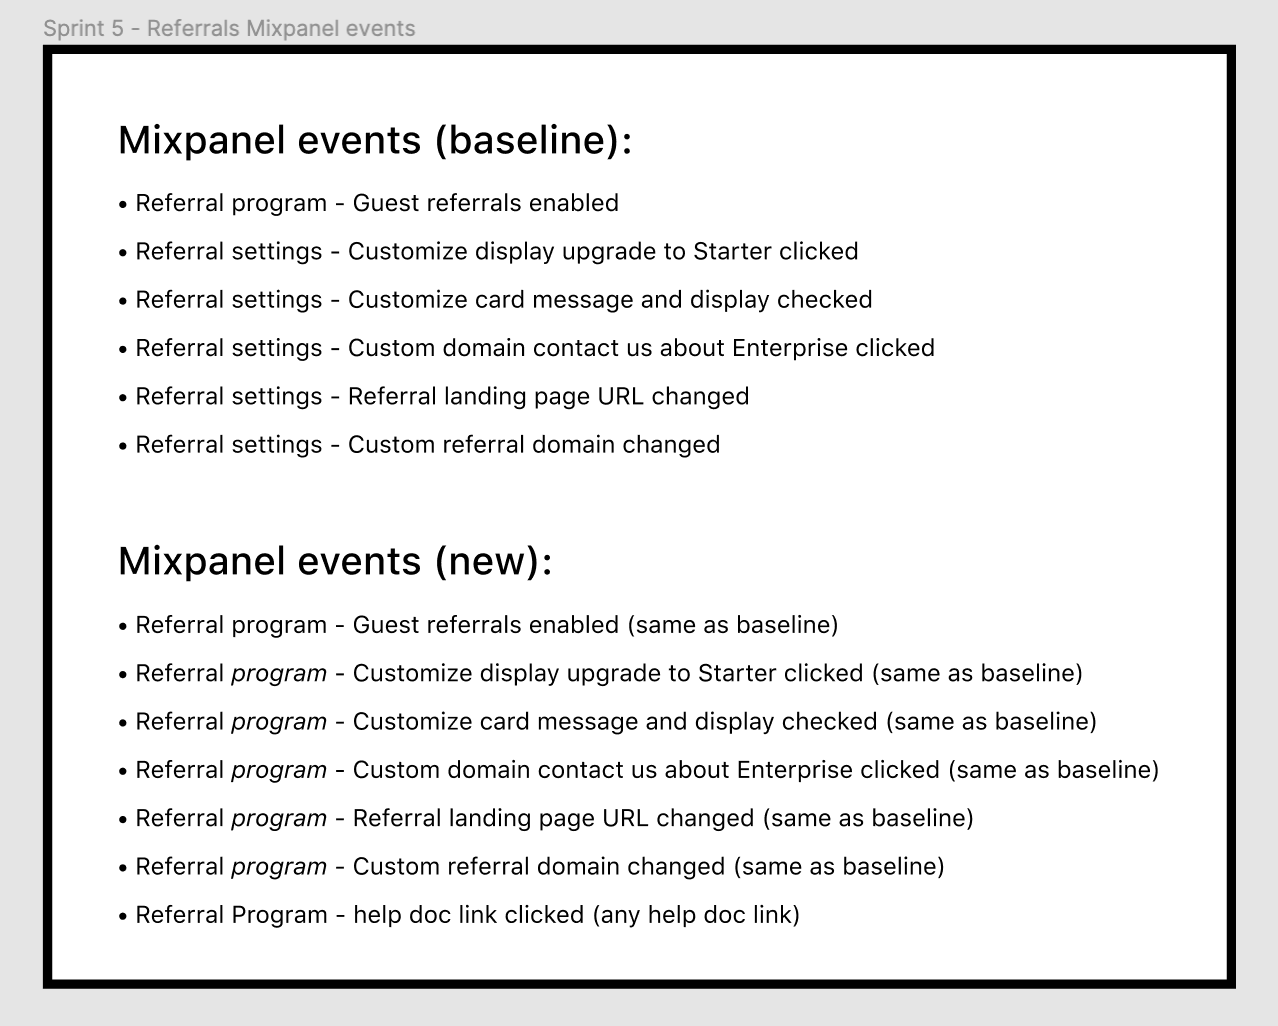 Sprint 5 - Referrals Mixpanel events
Mixpanel events (baseline):
• Referral program - Guest referrals enabled
• Referral settings - Customize display upgrade to Starter clicked
• Referral settings - Customize card message and display checked
• Referral settings - Custom domain contact us about Enterprise clicked
• Referral settings - Referral landing page URL changed
• Referral settings - Custom referral domain changed
Mixpanel events (new):
• Referral program - Guest referrals enabled (same as baseline)
• Referral program - Customize display upgrade to Starter clicked (same as baseline)
• Referral program - Customize card message and display checked (same as baseline)
• Referral program - Custom domain contact us about Enterprise clicked (same as baseline)
• Referral program - Referral landing page URL changed (same as baseline)
• Referral program - Custom referral domain changed (same as baseline)
• Referral Program - help doc link clicked (any help doc link)